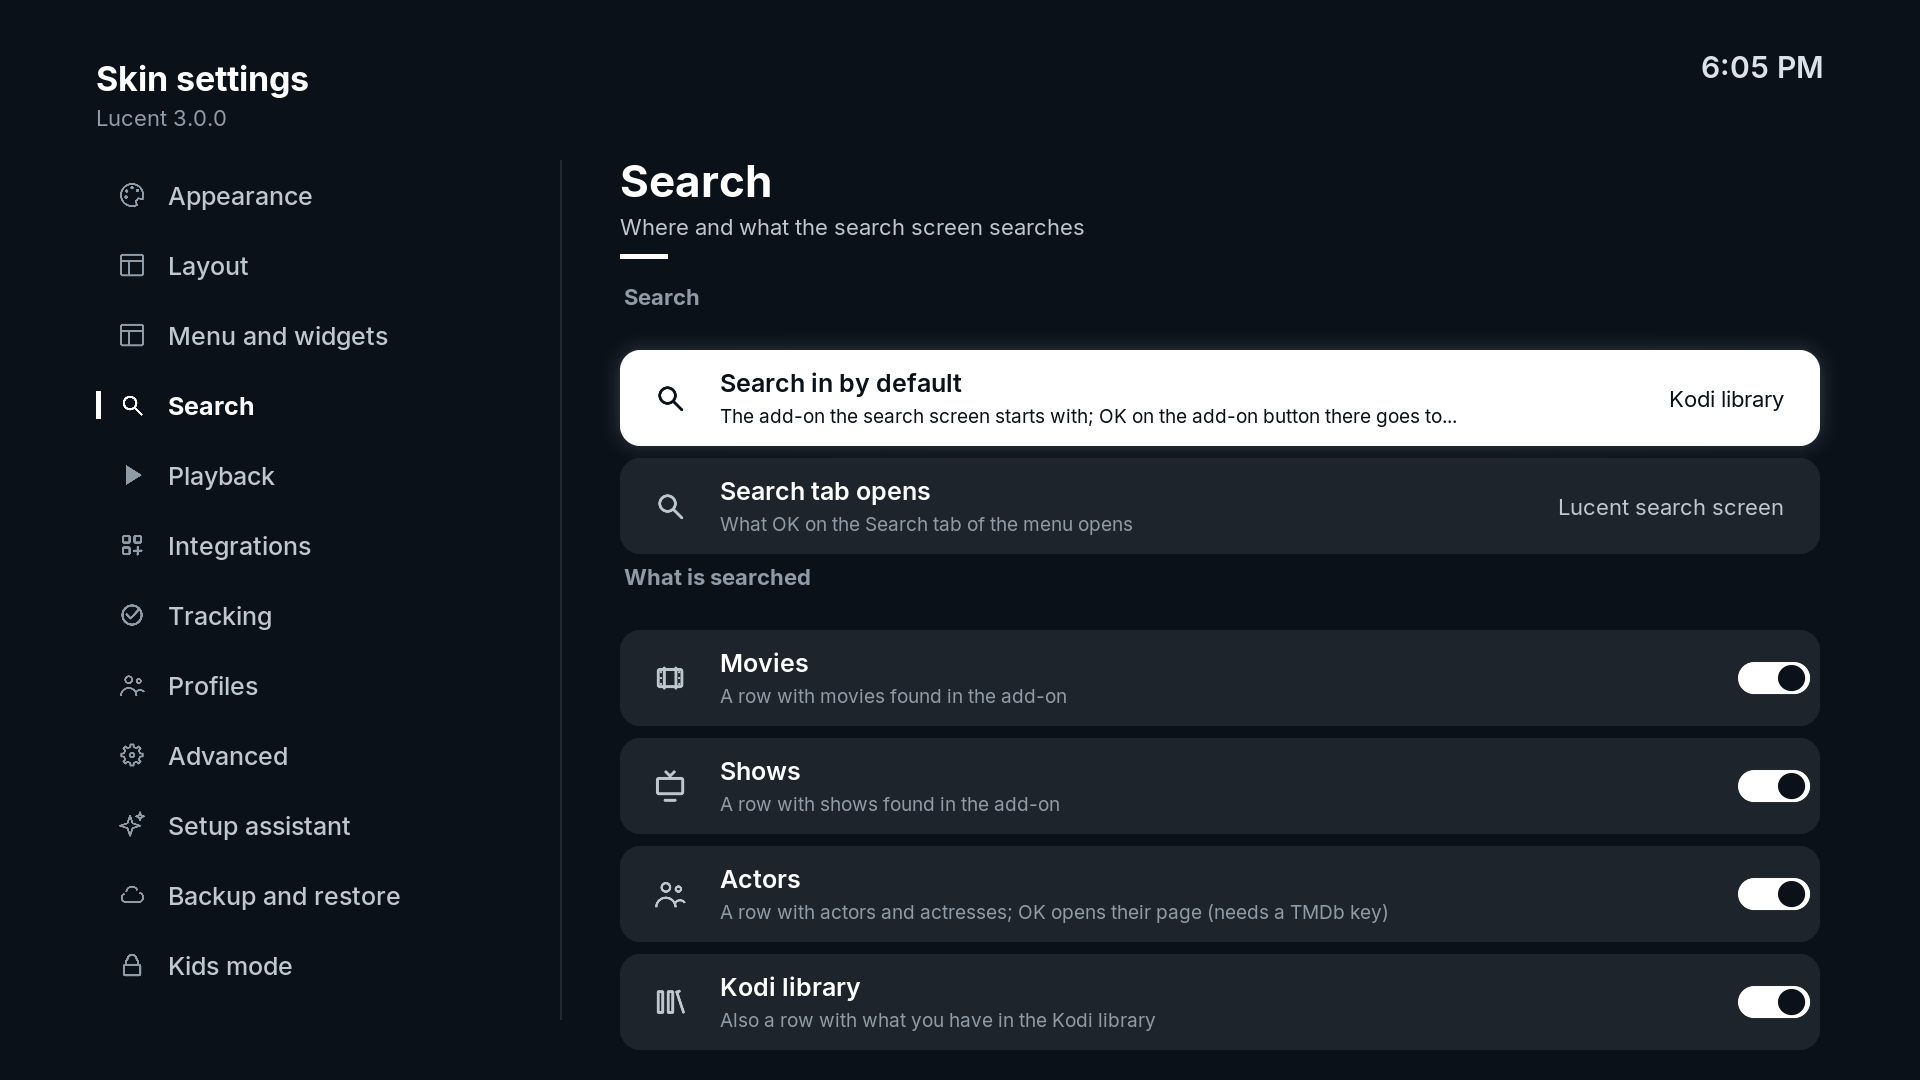 Skin settings
Lucent 3.0.0
6:05 PM
Appearance
Layout
Menu and widgets
Search
Playback
Integrations
Tracking
Profiles
Advanced
Setup assistant
Backup and restore
Kids mode
Search
Where and what the search screen searches
Search
Search in by default
The add-on the search screen starts with; OK on the add-on button there goes to...
Kodi library
Search tab opens
What OK on the Search tab of the menu opens
Lucent search screen
What is searched
Movies
A row with movies found in the add-on
Shows
A row with shows found in the add-on
Actors
A row with actors and actresses; OK opens their page (needs a TMDb key)
Kodi library
Also a row with what you have in the Kodi library